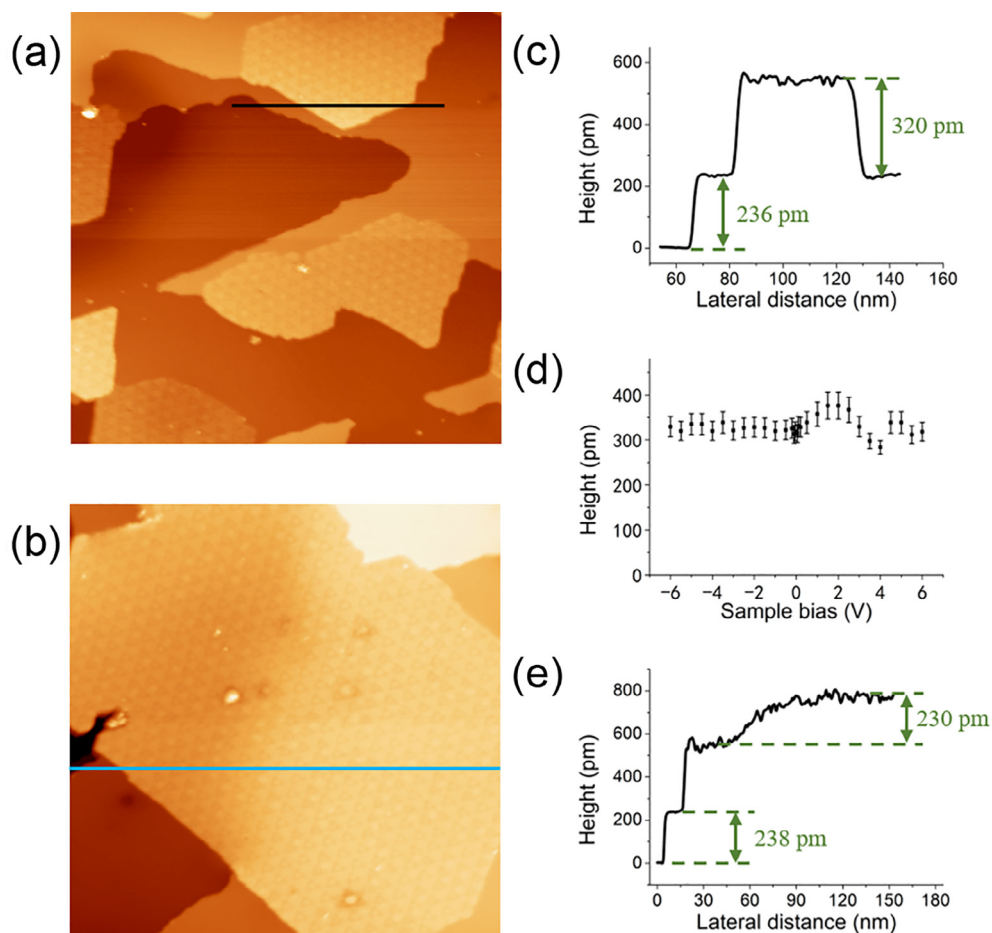 (a)
(b)
(c)
600
400
200
0
Height (pm)
320 pm
236 pm
60
80
100
120
140
160
Lateral distance (nm)
(d)
400
300
200
100
0
Height (pm)
−6
−4
−2
0
2
4
6
Sample bias (V)
(e)
800
600
400
200
0
Height (pm)
230 pm
238 pm
0
30
60
90
120
150
180
Lateral distance (nm)